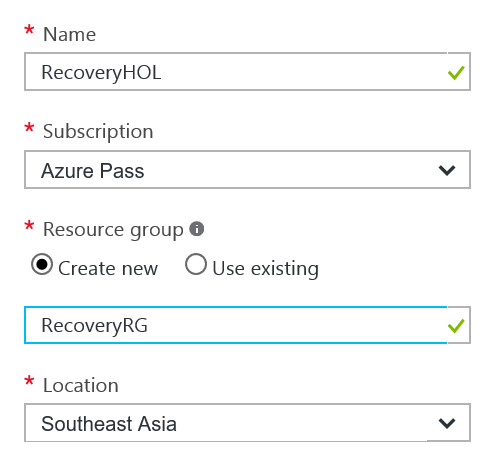 * Name
RecoveryHOL
* Subscription
Azure Pass
* Resource group
Create new Use existing
RecoveryRG
* Location
Southeast Asia